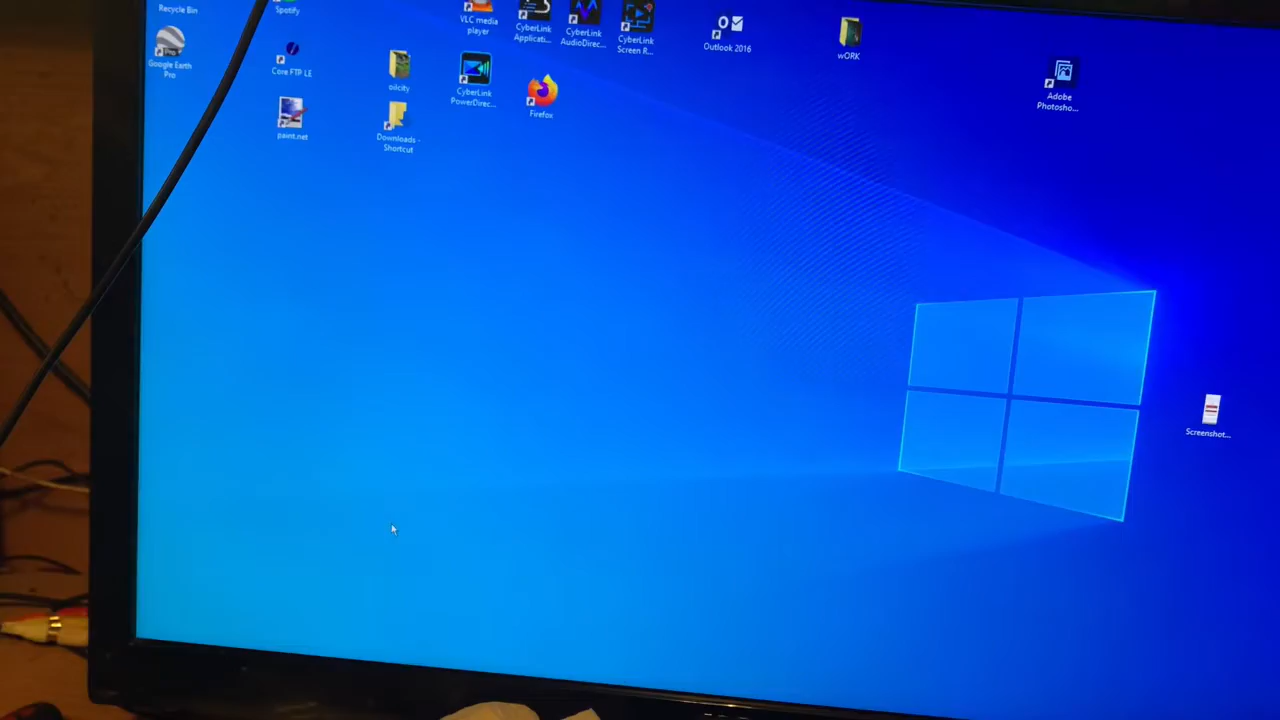 Recycle Bin
Spotify
VLC media
player
CyberLink
Applicati...
CyberLink
AudioDirec...
CyberLink
Screen R...
Outlook 2016
wORK
Google Earth
Pro
Core FTP LE
oilcity
CyberLink
PowerDirec...
Firefox
Adobe
Photosho...
paint.net
Downloads -
Shortcut
Screenshot...